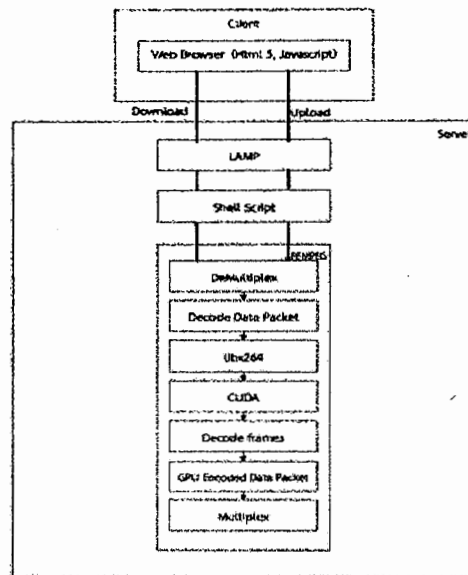 Client
Web Browser (Html 5, Javascript)
Download
Upload
Server
LAMP
Shell Script
FFMPEG
DeMultiplex
Decode Data Packet
libx264
CUDA
Decode frames
GPU Encoded Data Packet
Multiplex